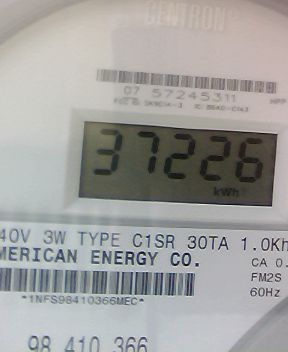 CENTRON®
07 57245311 HPP
37226
kWh
40V 3W TYPE C1SR 30TA 1.0Kh
MERICAN ENERGY CO.
CA 0.
FM2S
60Hz
*1NFS98410366MEC*
98 410 366